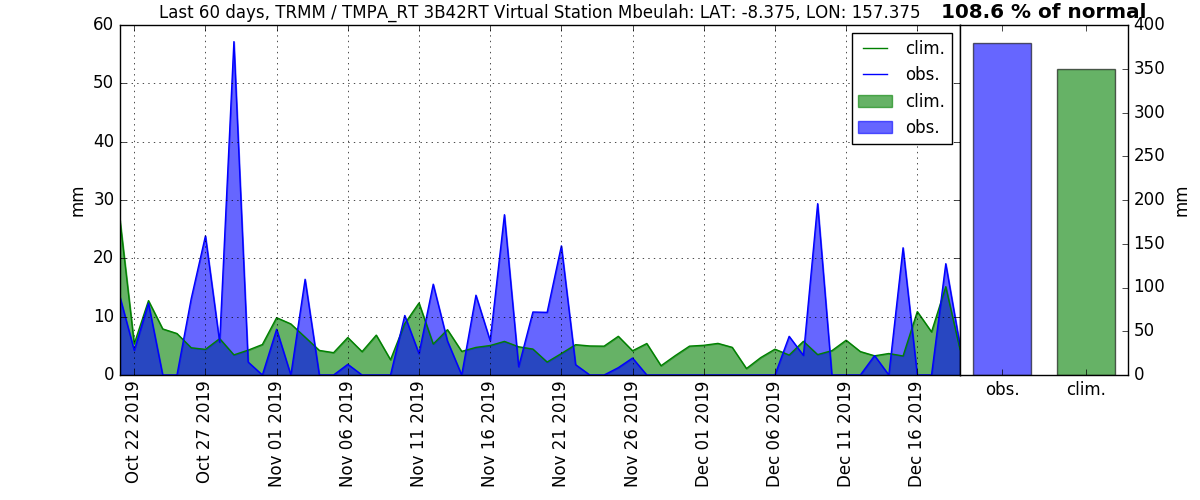 Last 60 days, TRMM / TMPA_RT 3B42RT Virtual Station Mbeulah: LAT: -8.375, LON: 157.375
108.6 % of normal
60
50
40
30
20
10
0
mm
clim.
obs.
clim.
obs.
400
350
300
250
200
150
100
50
0
mm
obs.
clim.
Oct 22 2019
Oct 27 2019
Nov 01 2019
Nov 06 2019
Nov 11 2019
Nov 16 2019
Nov 21 2019
Nov 26 2019
Dec 01 2019
Dec 06 2019
Dec 11 2019
Dec 16 2019